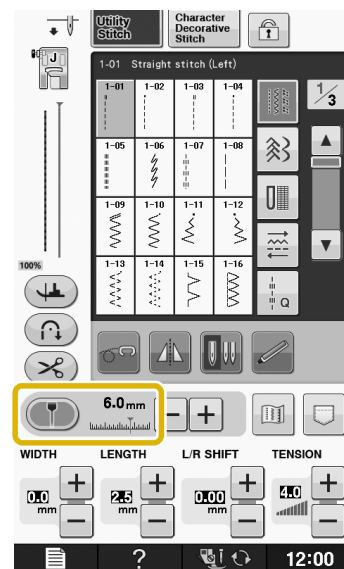 Utility
Stitch
Character
Decorative
Stitch
J
1-01 Straight stitch (Left)
1/3
1-01 1-02 1-03 1-04
1-05 1-06 1-07 1-08
1-09 1-10 1-11 1-12
1-13 1-14 1-15 1-16
Q
100%
6.0 mm
- +
WIDTH LENGTH L/R SHIFT TENSION
+ + + +
0.0 mm 2.5 mm 0.00 mm 4.0
- - - -
? 12:00